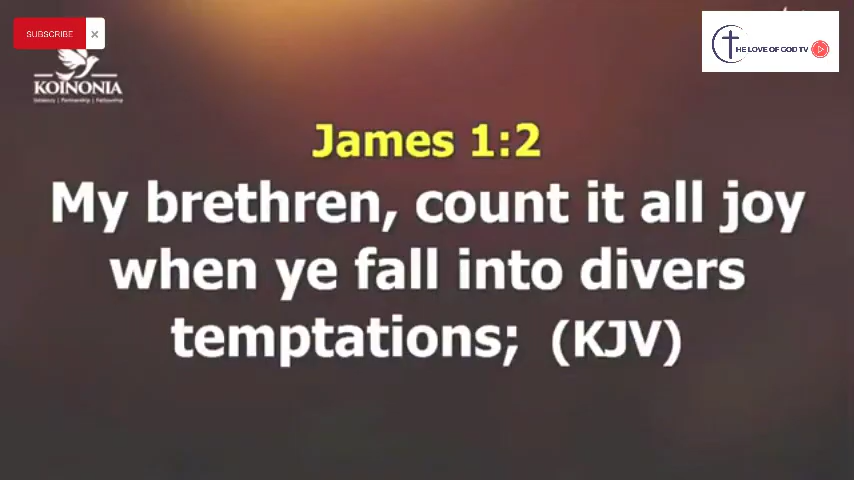 SUBSCRIBE
KOINONIA
HE LOVE OF GOD TV
James 1:2
My brethren, count it all joy
when ye fall into divers
temptations; (KJV)